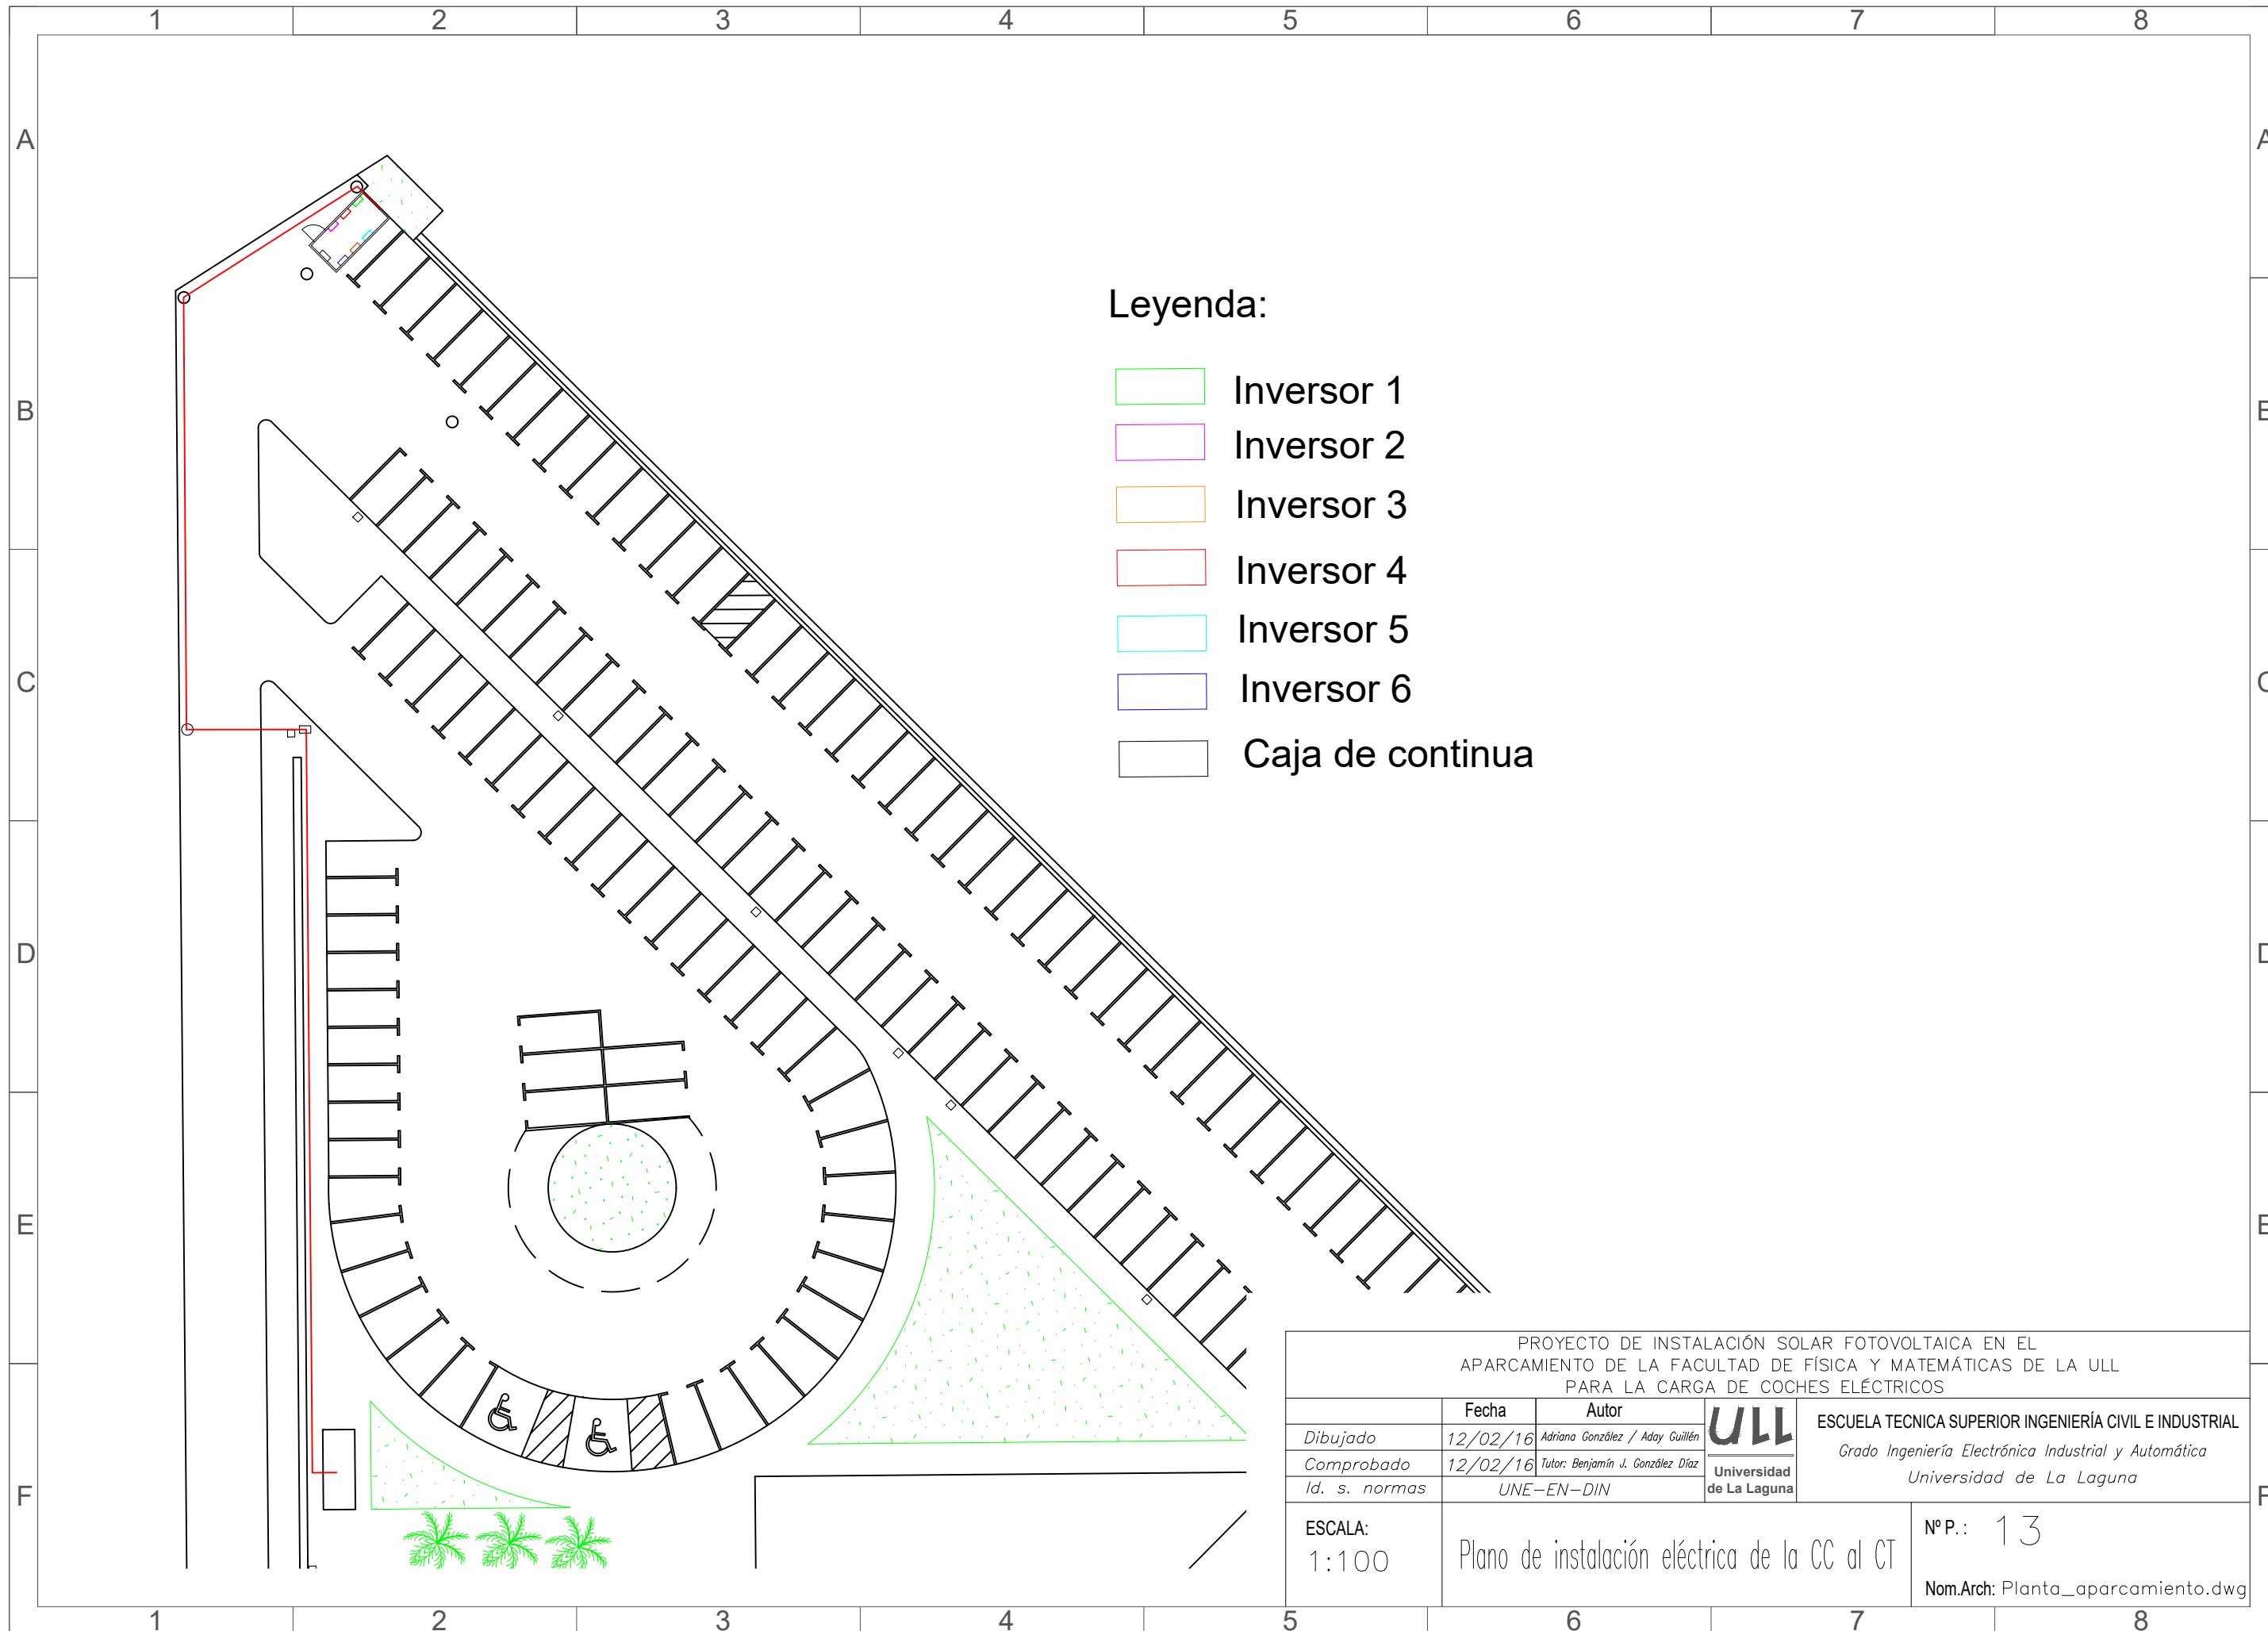 1 2 3 4 5 6 7 8
A A
B B
C C
D D
E E
F F
Leyenda:
Inversor 1
Inversor 2
Inversor 3
Inversor 4
Inversor 5
Inversor 6
Caja de continua
PROYECTO DE INSTALACIÓN SOLAR FOTOVOLTAICA EN EL
APARCAMIENTO DE LA FACULTAD DE FÍSICA Y MATEMÁTICAS DE LA ULL
PARA LA CARGA DE COCHES ELÉCTRICOS
Fecha Autor
Dibujado 12/02/16 Adriana González / Aday Guillén
Comprobado 12/02/16 Tutor: Benjamín J. González Díaz
Id. s. normas UNE-EN-DIN
ULL
Universidad
de La Laguna
ESCUELA TECNICA SUPERIOR INGENIERÍA CIVIL E INDUSTRIAL
Grado Ingeniería Electrónica Industrial y Automática
Universidad de La Laguna
ESCALA:
1:100
Plano de instalación eléctrica de la CC al CT
Nº P. : 13
Nom.Arch: Planta_aparcamiento.dwg
1 2 3 4 5 6 7 8